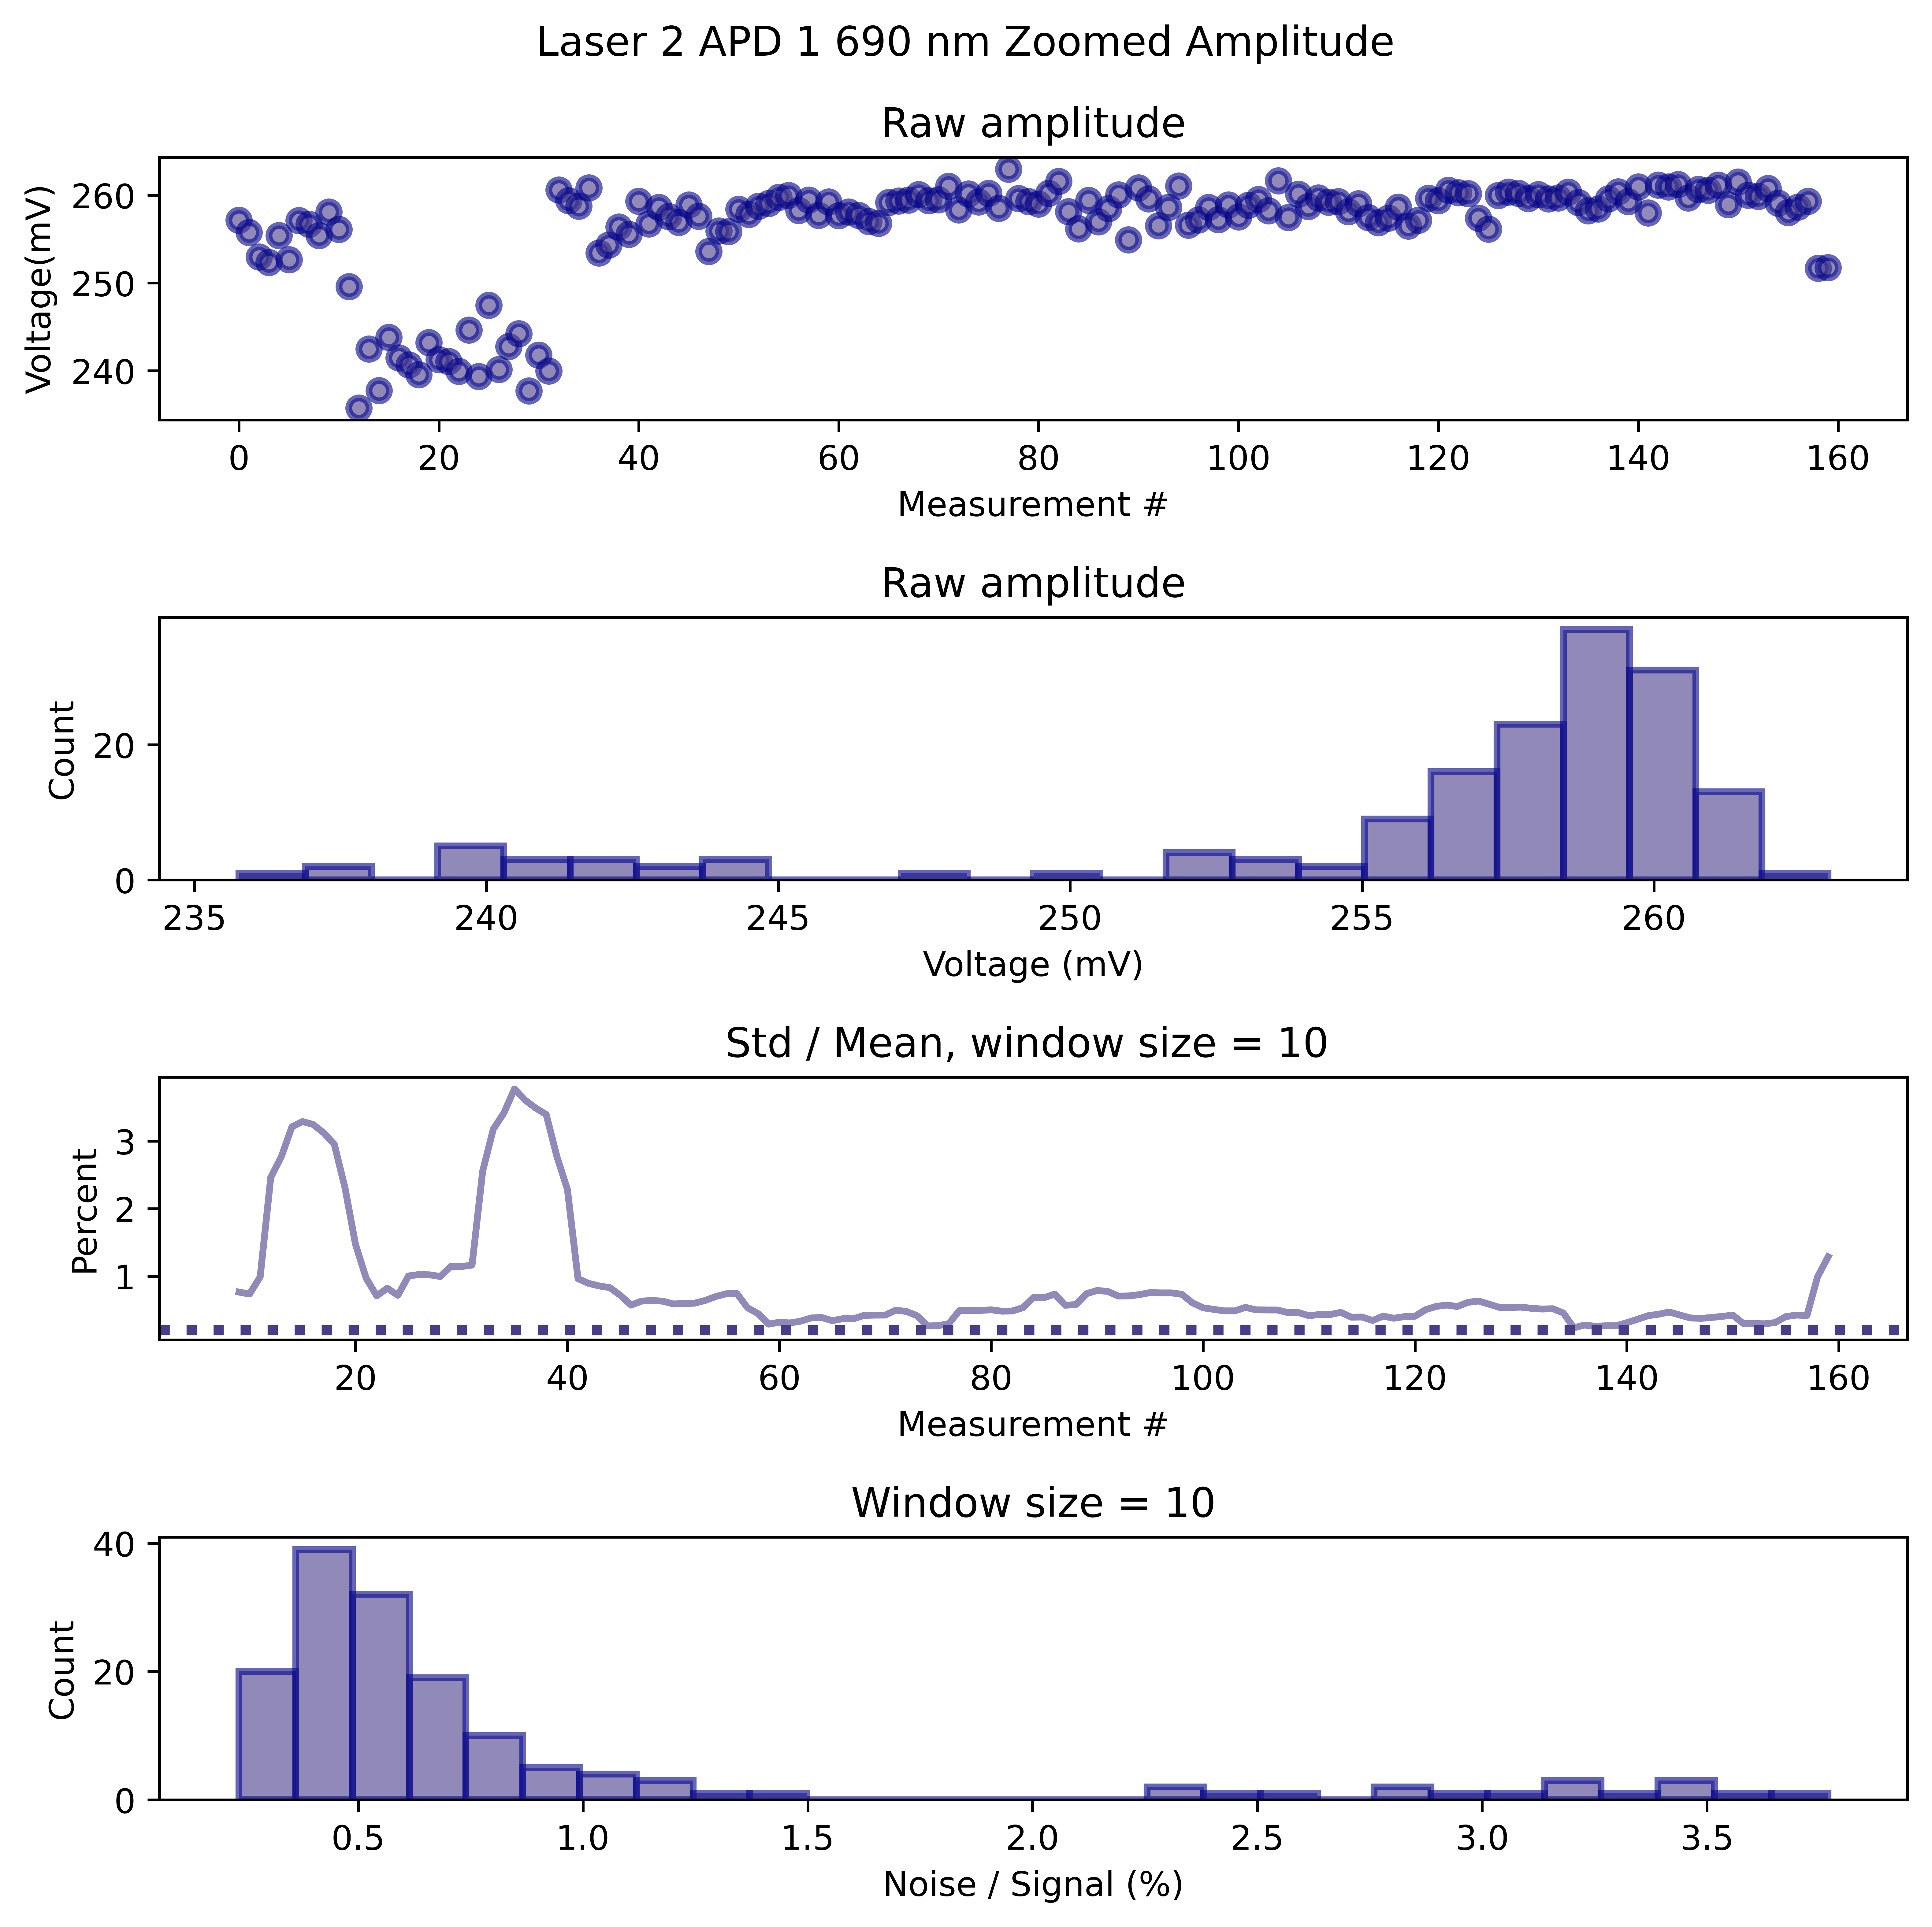 Laser 2 APD 1 690 nm Zoomed Amplitude
Raw amplitude
Voltage(mV)
260
250
240
0 20 40 60 80 100 120 140 160
Measurement #
Raw amplitude
Count
20
0
235 240 245 250 255 260
Voltage (mV)
Std / Mean, window size = 10
Percent
3
2
1
20 40 60 80 100 120 140 160
Measurement #
Window size = 10
Count
40
20
0
0.5 1.0 1.5 2.0 2.5 3.0 3.5
Noise / Signal (%)